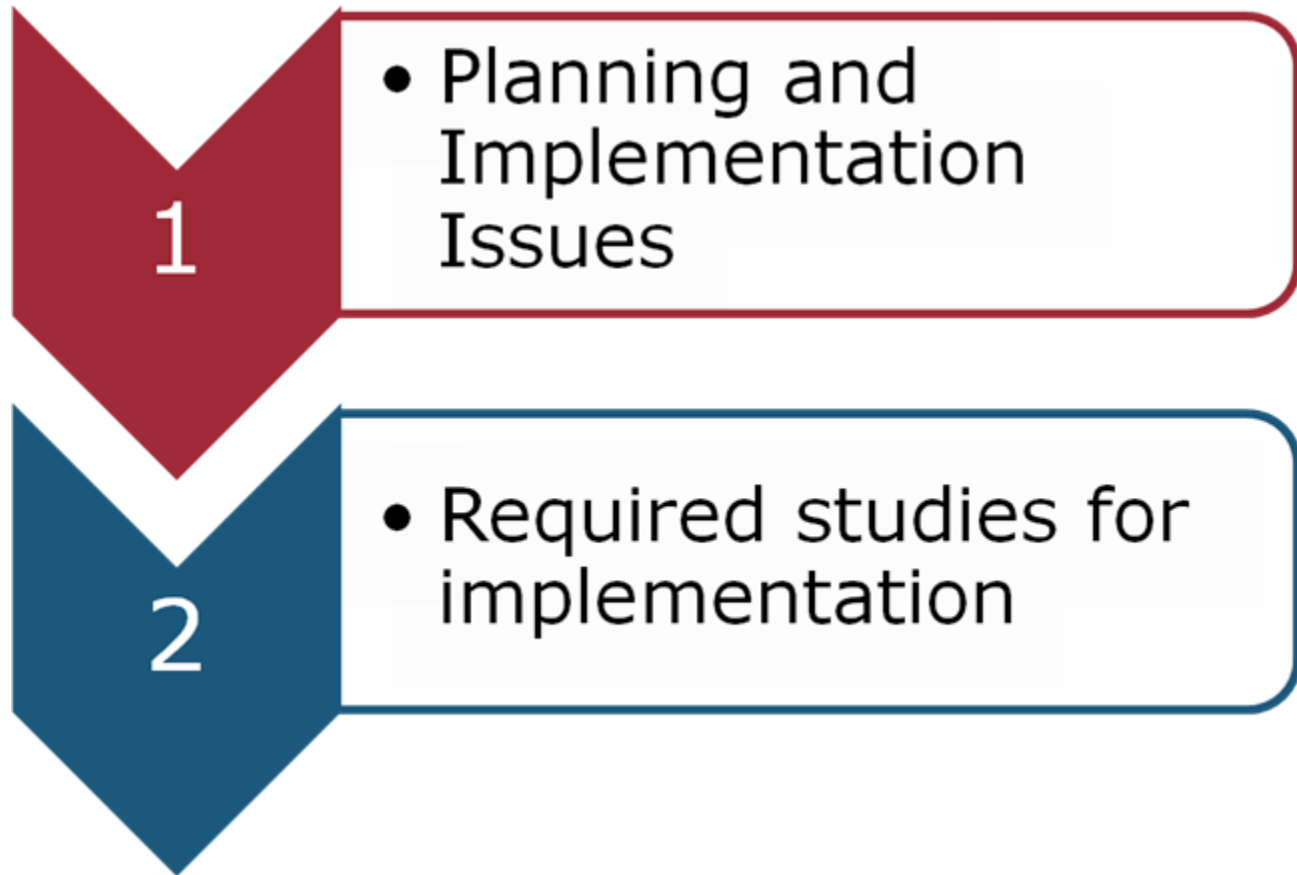 1
• Planning and
Implementation
Issues
2
• Required studies for
implementation